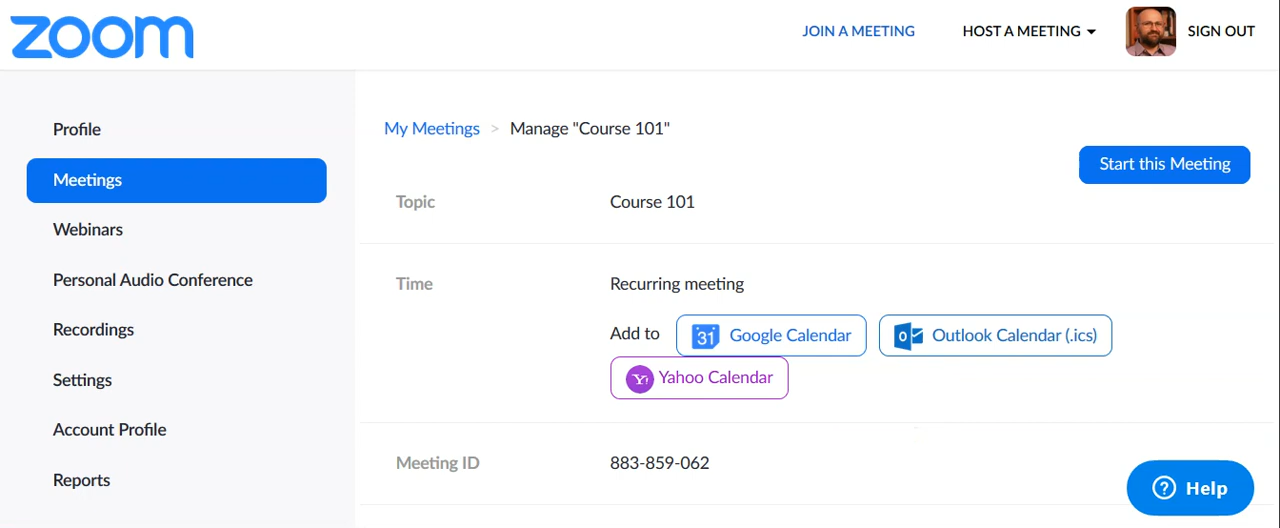 zoom
JOIN A MEETING
HOST A MEETING
SIGN OUT
Profile
Meetings
Webinars
Personal Audio Conference
Recordings
Settings
Account Profile
Reports
My Meetings > Manage "Course 101"
Start this Meeting
Topic
Course 101
Time
Recurring meeting
Add to
31 Google Calendar
Outlook Calendar (.ics)
Y! Yahoo Calendar
Meeting ID
883-859-062
? Help